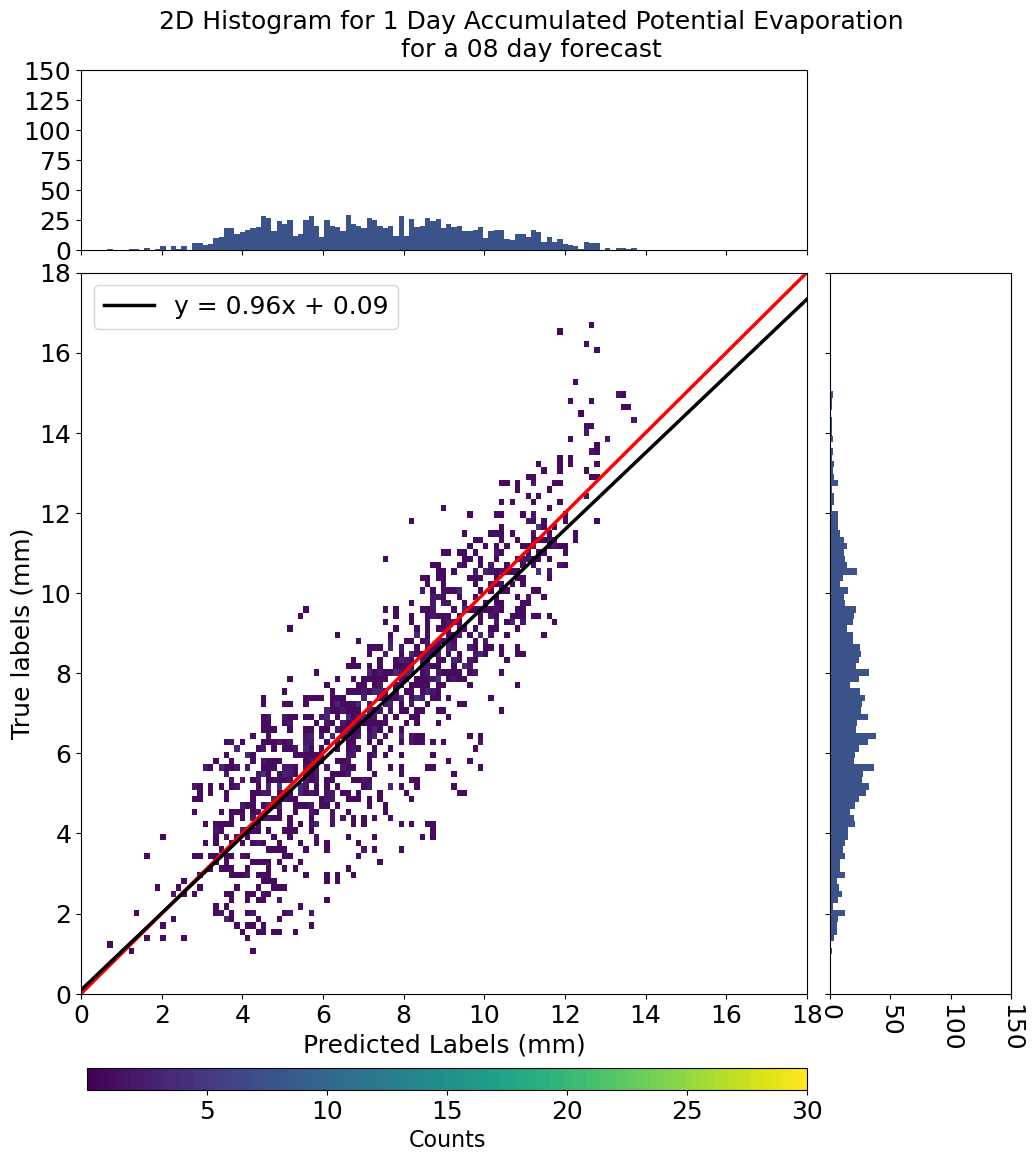 2D Histogram for 1 Day Accumulated Potential Evaporation
for a 08 day forecast
150
125
100
75
50
25
0
18
16
14
12
10
8
6
4
2
0
True labels (mm)
y = 0.96x + 0.09
0 2 4 6 8 10 12 14 16 18
Predicted Labels (mm)
0 50 100 150
5 10 15 20 25 30
Counts